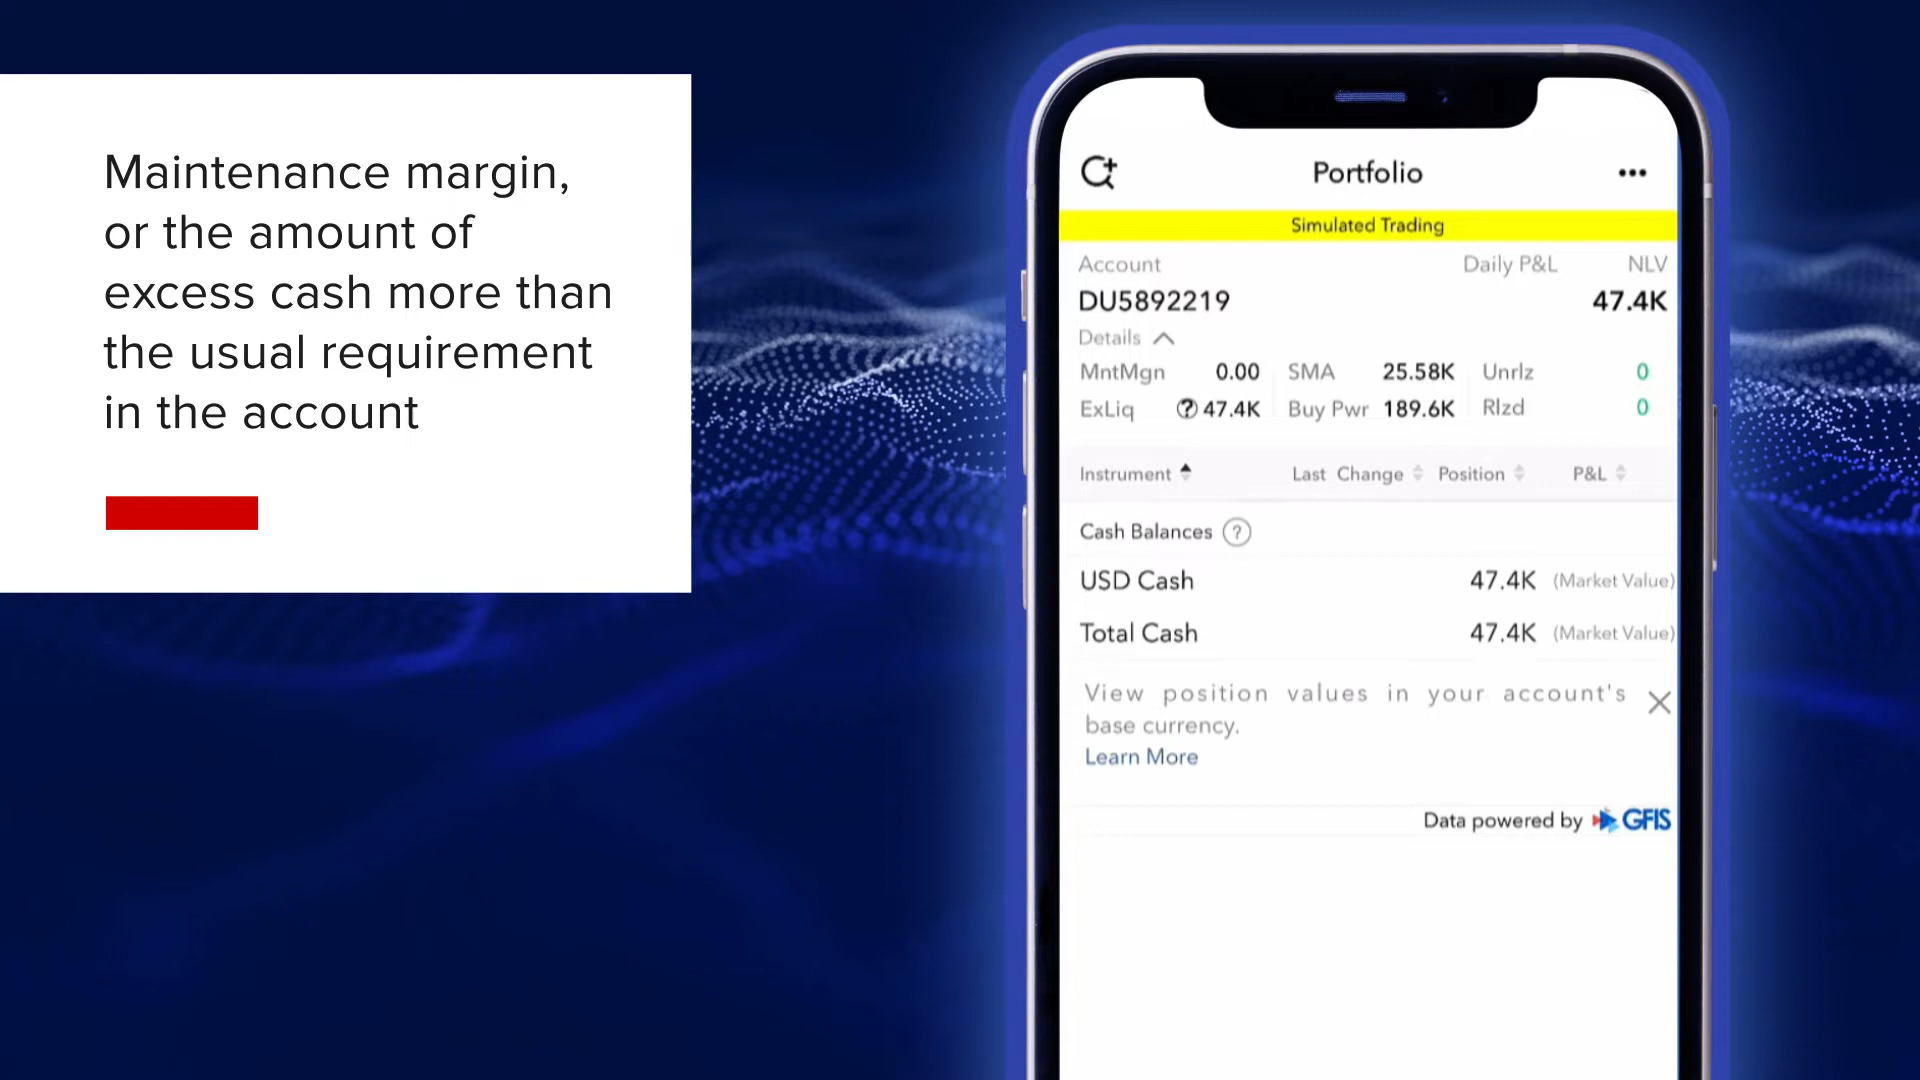 Maintenance margin,
or the amount of
excess cash more than
the usual requirement
in the account
Portfolio
Simulated Trading
Account Daily P&L NLV
DU5892219 47.4K
Details
MntMgn 0.00 SMA 25.58K Unrlz 0
ExLiq ? 47.4K Buy Pwr 189.6K Rlzd 0
Instrument Last Change Position P&L
Cash Balances ?
USD Cash 47.4K (Market Value)
Total Cash 47.4K (Market Value)
View position values in your account's
base currency.
Learn More
Data powered by GFIS